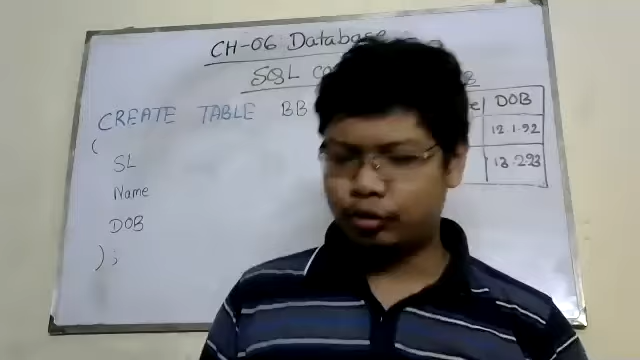 CH-06 Database
SQL
CREATE TABLE BB
(
SL
Name
DOB
);
DOB
12.1.92
13.2.93